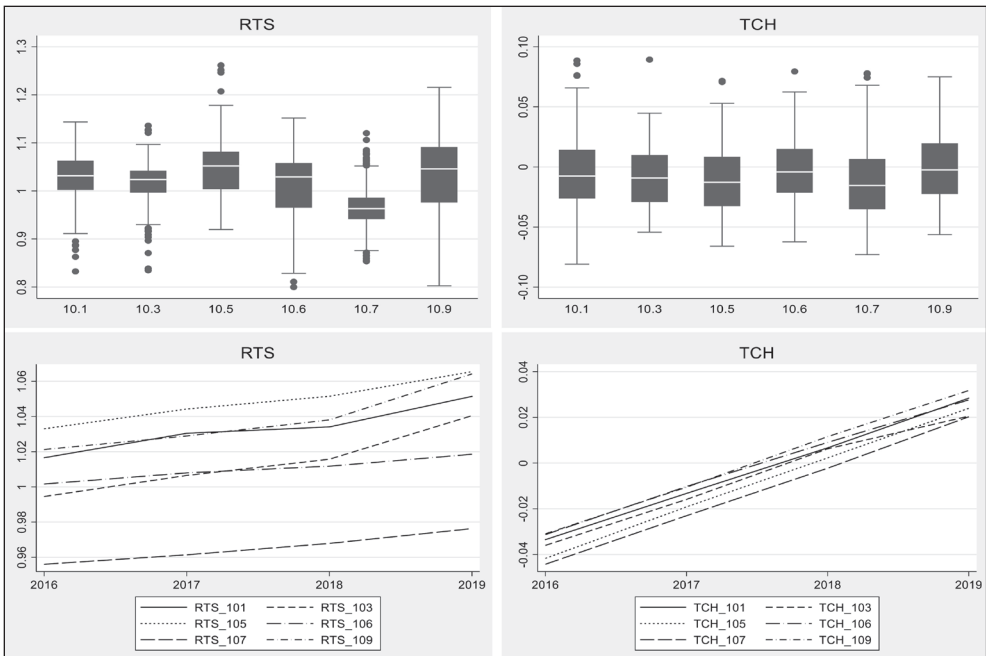 RTS
1.3
1.2
1.1
1
0.9
0.8
10.1 10.3 10.5 10.6 10.7 10.9
TCH
0.10
0.05
0
-0.05
-0.10
10.1 10.3 10.5 10.6 10.7 10.9
RTS
1.06
1.04
1.02
1
0.98
0.96
2016 2017 2018 2019
RTS_101 RTS_103
RTS_105 RTS_106
RTS_107 RTS_109
TCH
0.04
0.02
0
-0.02
-0.04
2016 2017 2018 2019
TCH_101 TCH_103
TCH_105 TCH_106
TCH_107 TCH_109